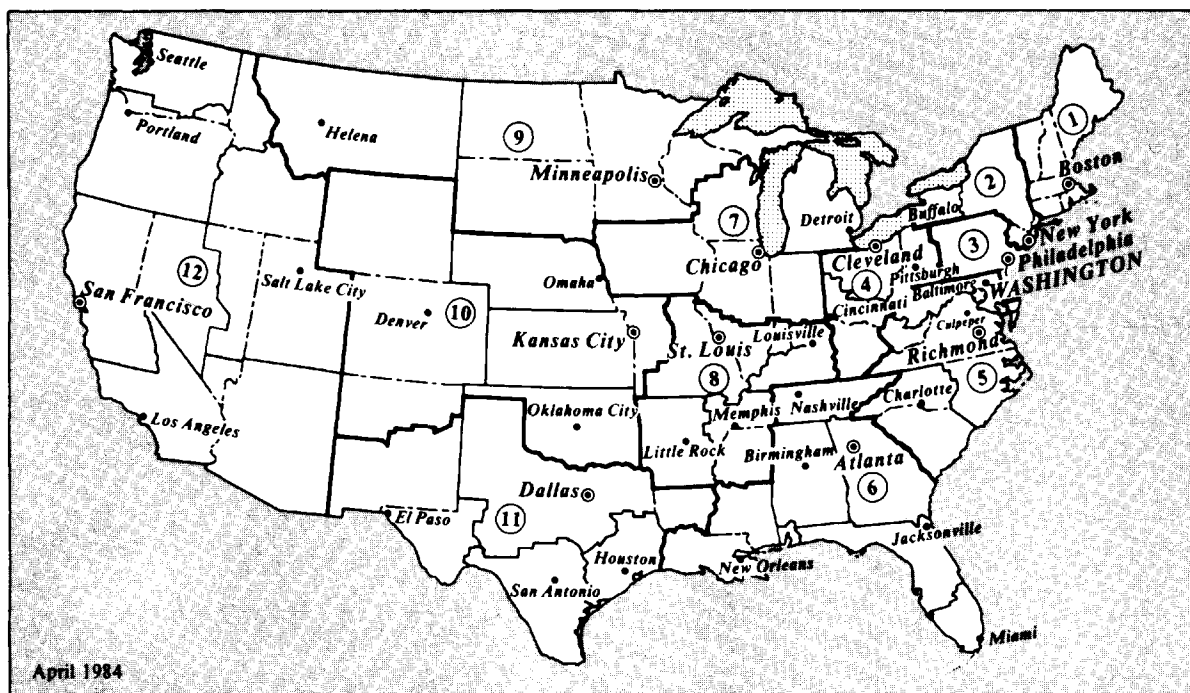 Seattle
Portland
Helena
9
Minneapolis
1
Boston
2
Buffalo
7
Detroit
Chicago
Cleveland
4
Pittsburgh
Cincinnati
3
New York
Philadelphia
Baltimore
WASHINGTON
12
Salt Lake City
San Francisco
Omaha
Denver
10
Kansas City
St. Louis
Louisville
8
Culpeper
Richmond
5
Charlotte
Los Angeles
Oklahoma City
Memphis
Nashville
Little Rock
Birmingham
Atlanta
6
Dallas
11
El Paso
Houston
San Antonio
New Orleans
Jacksonville
Miami
April 1984